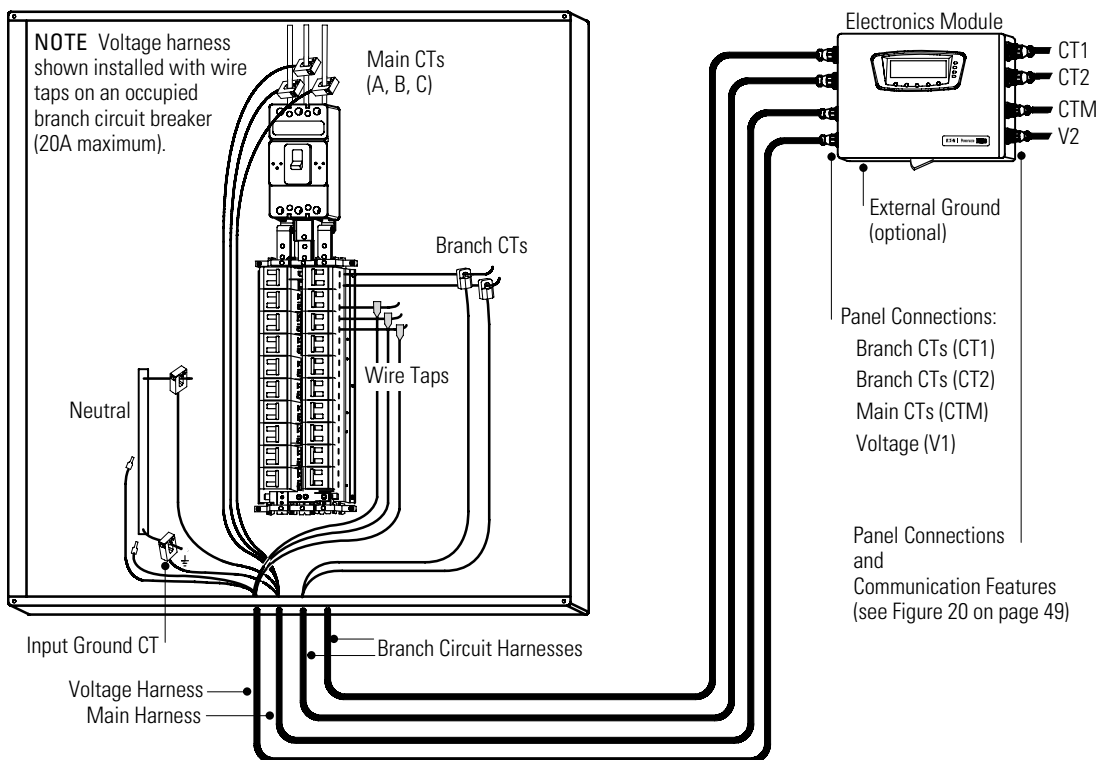 NOTE Voltage harness
shown installed with wire
taps on an occupied
branch circuit breaker
(20A maximum).
Main CTs
(A, B, C)
Branch CTs
Wire Taps
Neutral
Input Ground CT
Voltage Harness
Main Harness
Branch Circuit Harnesses
Electronics Module
CT1
CT2
CTM
V2
External Ground
(optional)
Panel Connections:
Branch CTs (CT1)
Branch CTs (CT2)
Main CTs (CTM)
Voltage (V1)
Panel Connections
and
Communication Features
(see Figure 20 on page 49)